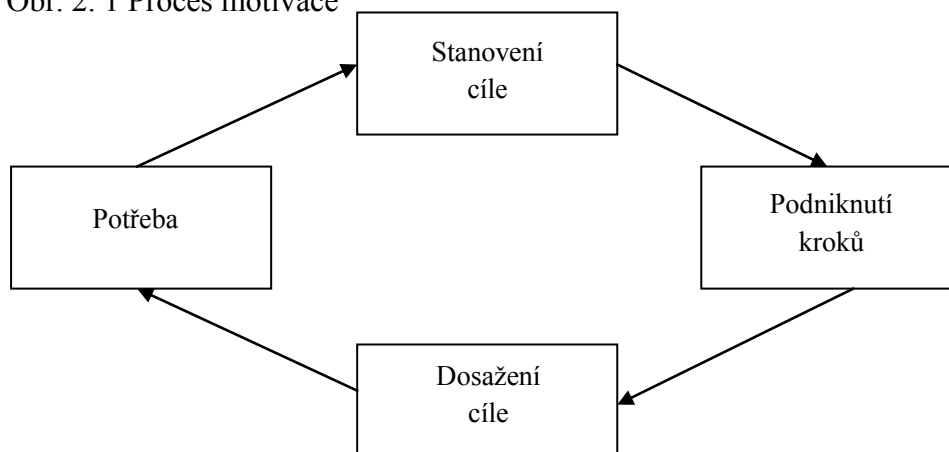 Obr. 2. 1 Proces motivace
Stanovení
cíle
Potřeba
Podniknutí
kroků
Dosažení
cíle